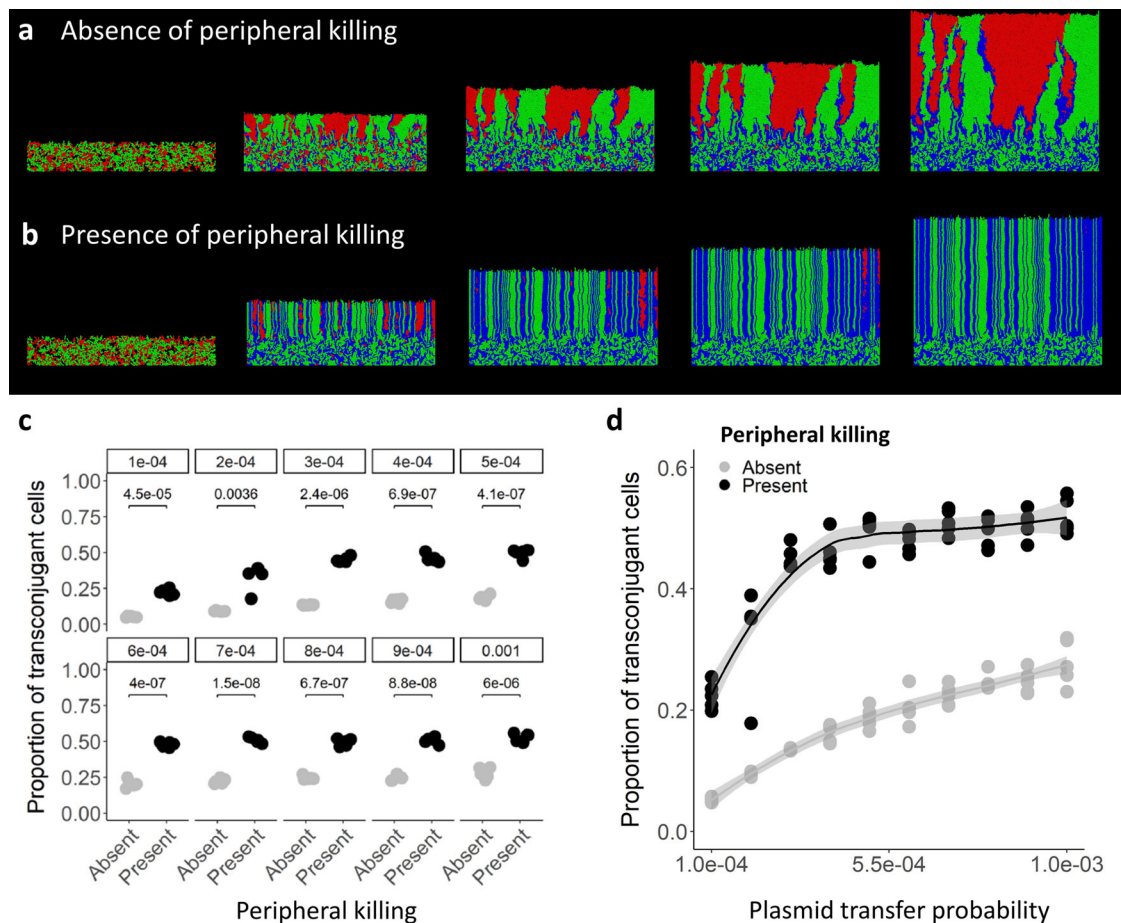 a Absence of peripheral killing
b Presence of peripheral killing
c
Proportion of transconjugant cells
1e-04 2e-04 3e-04 4e-04 5e-04
4.5e-05 0.0036 2.4e-06 6.9e-07 4.1e-07
1.00
0.75
0.50
0.25
0.00
6e-04 7e-04 8e-04 9e-04 0.001
4e-07 1.5e-08 6.7e-07 8.8e-08 6e-06
1.00
0.75
0.50
0.25
0.00
Absent Present Absent Present Absent Present Absent Present Absent Present
Peripheral killing
d
Peripheral killing
Absent
Present
Proportion of transconjugant cells
0.6
0.4
0.2
0.0
1.0e-04 5.5e-04 1.0e-03
Plasmid transfer probability